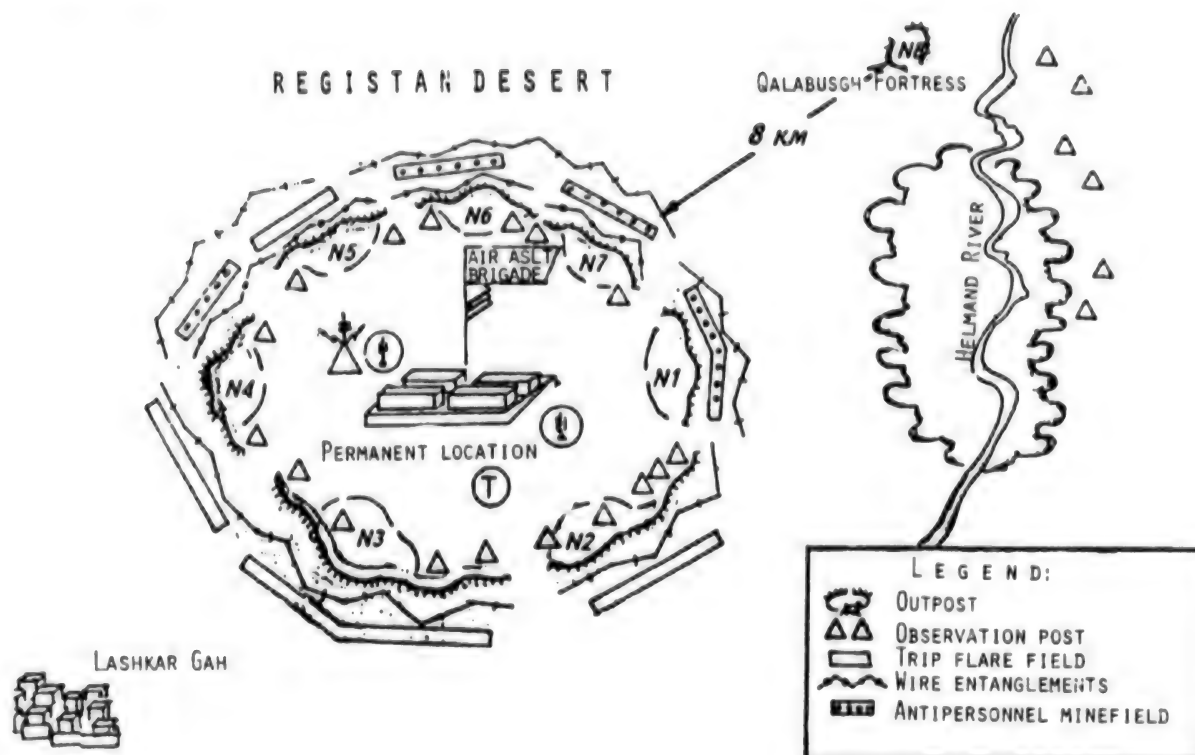 N8
REGISTAN DESERT
QALABUSGH FORTRESS
8 KM
N6
N5
N7
AIR ASLT
BRIGADE
HELMAND RIVER
N4
N1
PERMANENT LOCATION
T
N3
N2
LEGEND:
OUTPOST
OBSERVATION POST
TRIP FLARE FIELD
WIRE ENTANGLEMENTS
ANTIPERSONNEL MINEFIELD
LASHKAR GAH